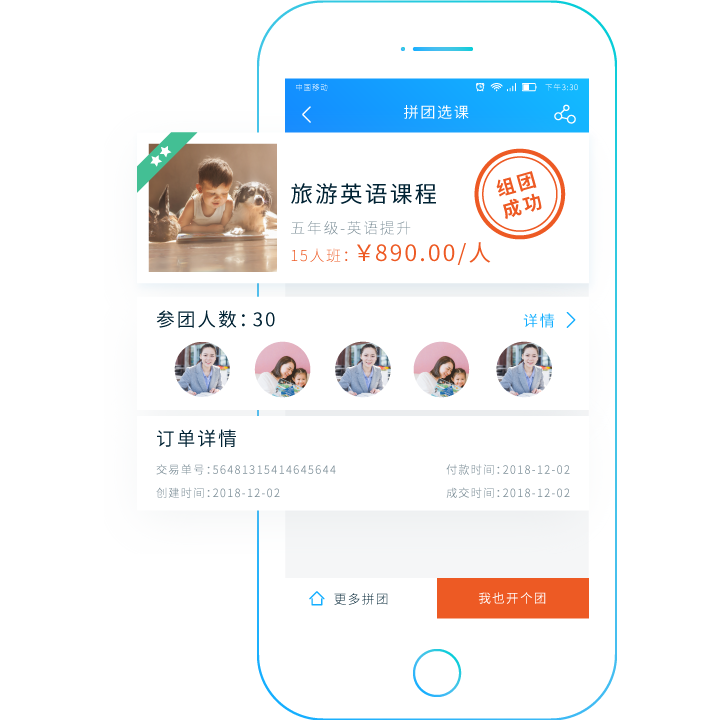 中国移动
下午3:30
拼团选课
旅游英语课程
五年级-英语提升
15人班：￥890.00/人
组团
成功
参团人数：30
详情
订单详情
交易单号：56481315414645644
付款时间：2018-12-02
创建时间：2018-12-02
成交时间：2018-12-02
更多拼团
我也开个团